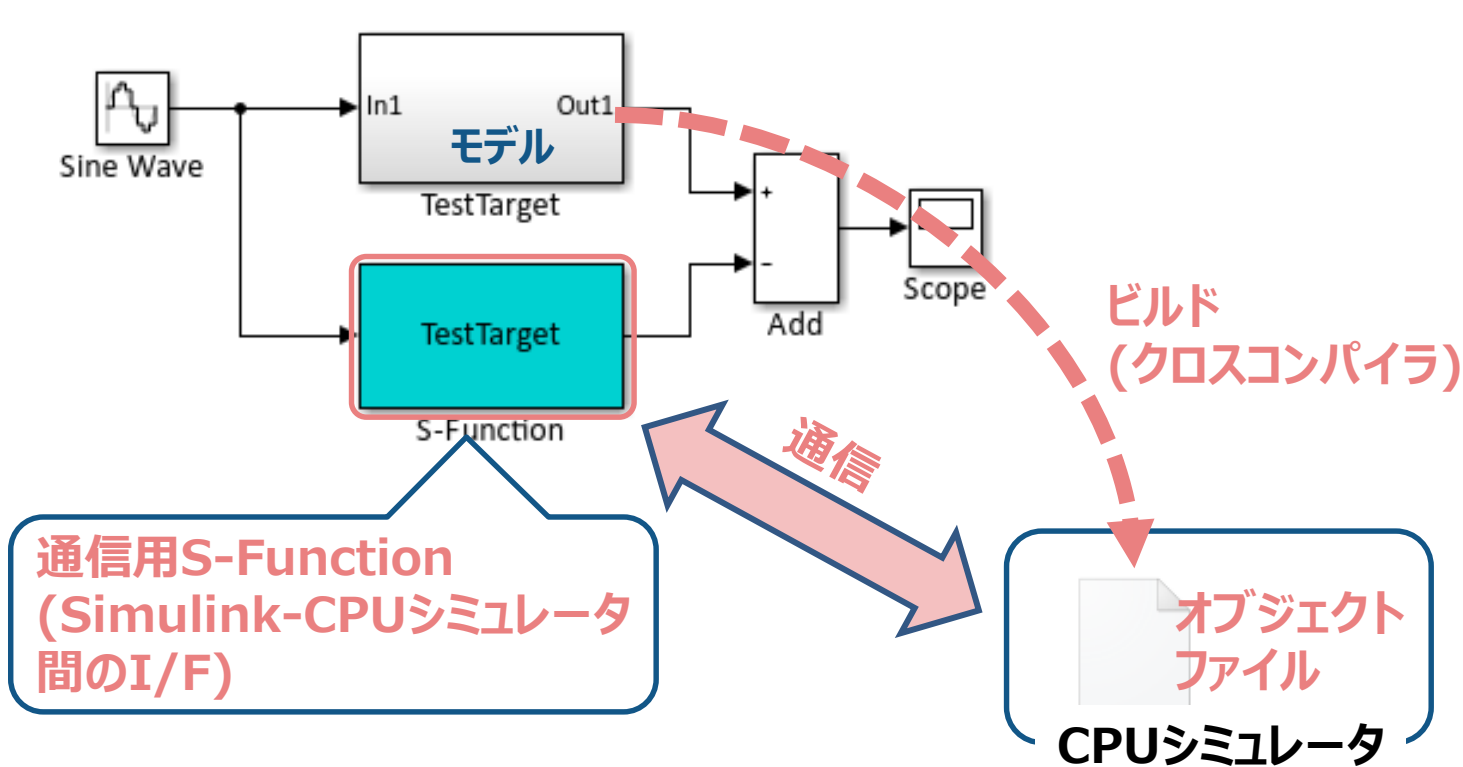 In1
Out1
モデル
Sine Wave
TestTarget
+
−
Scope
Add
TestTarget
S-Function
ビルド
(クロスコンパイラ)
通信
通信用S-Function
(Simulink-CPUシミュレータ
間のI/F)
オブジェクト
ファイル
CPUシミュレータ